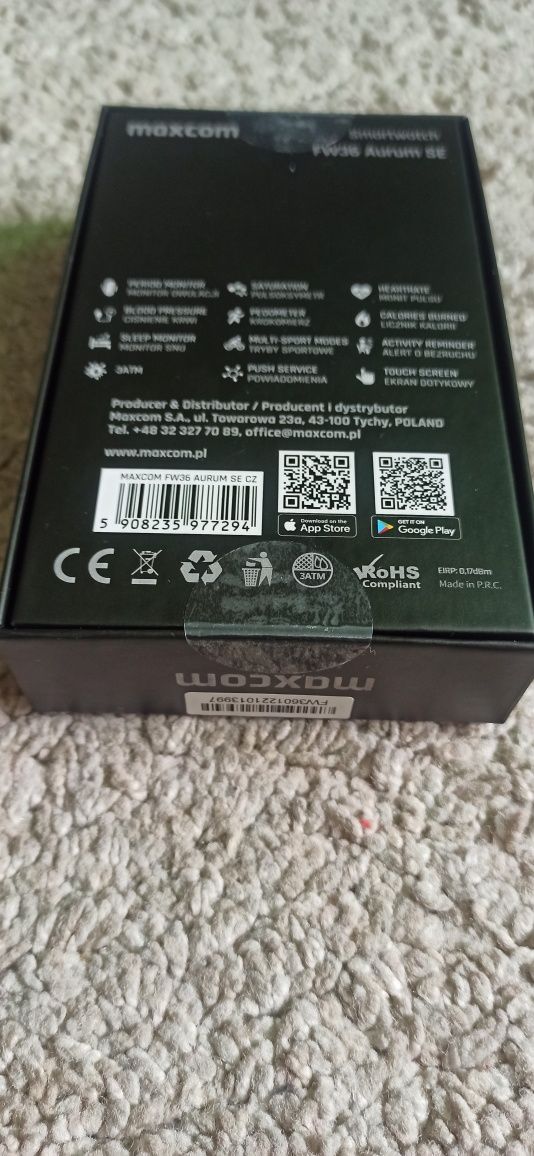 maxcom
Smartwatch
FW36 Aurum SE
PERIOD MONITOR
MONITOR OWULACJI
SATURATION
PULSOKSYMETR
HEARTRATE
MONIT PULSU
BLOOD PRESSURE
CIŚNIENIE KRWI
PEDOMETER
KROKOMIERZ
CALORIES BURNED
LICZNIK KALORII
SLEEP MONITOR
MONITOR SNU
MULTI-SPORT MODES
TRYBY SPORTOWE
ACTIVITY REMINDER
ALERT O BEZRUCHU
3ATM
PUSH SERVICE
POWIADOMIENIA
TOUCH SCREEN
EKRAN DOTYKOWY
Producer & Distributor / Producent i dystrybutor
Maxcom S.A., ul. Towarowa 23a, 43-100 Tychy, POLAND
Tel. +48 32 327 70 89, office@maxcom.pl
www.maxcom.pl
MAXCOM FW36 AURUM SE CZ
5 908235 977294
Download on the
App Store
GET IT ON
Google Play
CE
3ATM
RoHS
Compliant
EIRP: 0,17dBm
Made in P.R.C.
maxcom
FW3601221013997